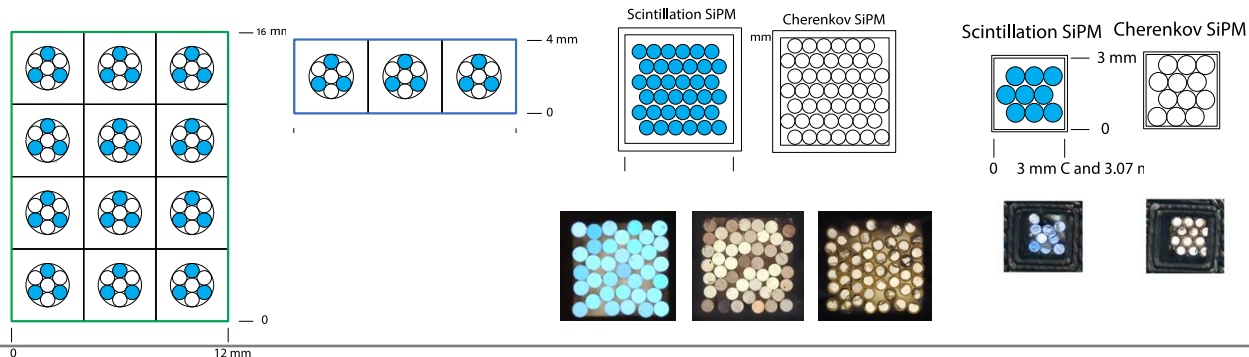 16 mm
0
0
12 mm
4 mm
0
Scintillation SiPM
mm
Cherenkov SiPM
Scintillation SiPM
Cherenkov SiPM
3 mm
0
0 3 mm C and 3.07